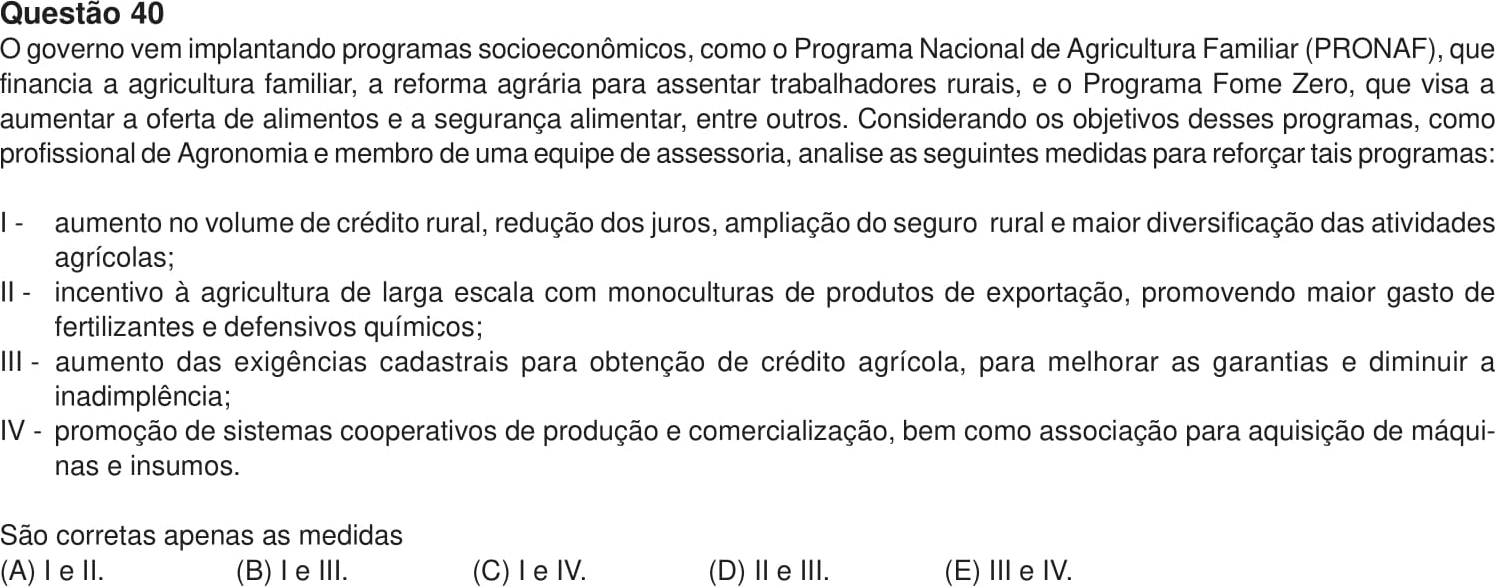 Questão 40
O governo vem implantando programas socioeconômicos, como o Programa Nacional de Agricultura Familiar (PRONAF), que
financia a agricultura familiar, a reforma agrária para assentar trabalhadores rurais, e o Programa Fome Zero, que visa a
aumentar a oferta de alimentos e a segurança alimentar, entre outros. Considerando os objetivos desses programas, como
profissional de Agronomia e membro de uma equipe de assessoria, analise as seguintes medidas para reforçar tais programas:
I - aumento no volume de crédito rural, redução dos juros, ampliação do seguro rural e maior diversificação das atividades
agrícolas;
II - incentivo à agricultura de larga escala com monoculturas de produtos de exportação, promovendo maior gasto de
fertilizantes e defensivos químicos;
III - aumento das exigências cadastrais para obtenção de crédito agrícola, para melhorar as garantias e diminuir a
inadimplência;
IV - promoção de sistemas cooperativos de produção e comercialização, bem como associação para aquisição de máqui-
nas e insumos.
São corretas apenas as medidas
(A) I e II. (B) I e III. (C) I e IV. (D) II e III. (E) III e IV.